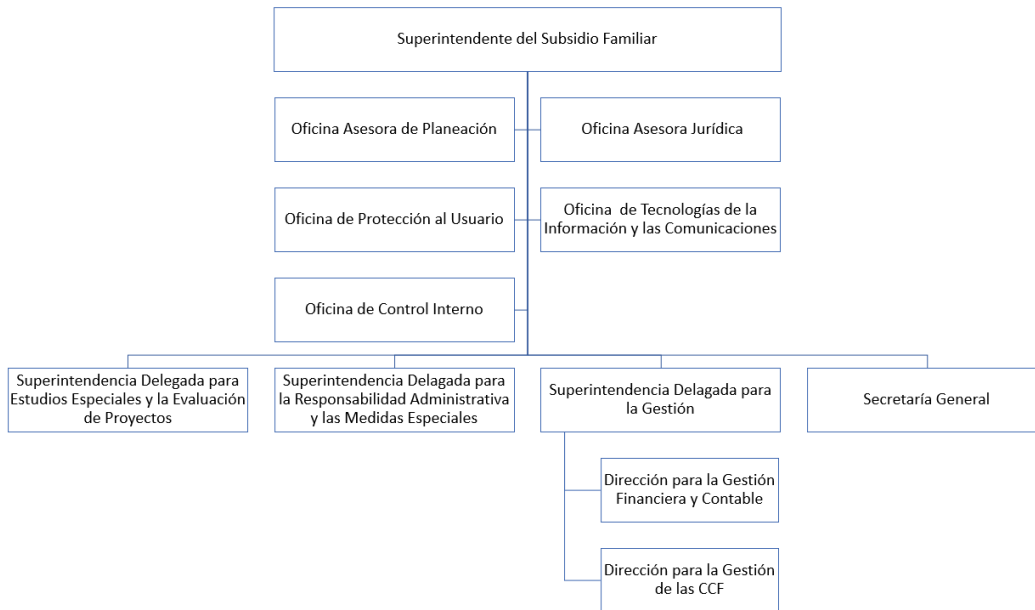 Superintendente del Subsidio Familiar
Oficina Asesora de Planeación
Oficina Asesora Jurídica
Oficina de Protección al Usuario
Oficina de Tecnologías de la
Información y las Comunicaciones
Oficina de Control Interno
Superintendencia Delegada para
Estudios Especiales y la Evaluación
de Proyectos
Superintendencia Delagada para
la Responsabilidad Administrativa
y las Medidas Especiales
Superintendencia Delagada para
la Gestión
Secretaría General
Dirección para la Gestión
Financiera y Contable
Dirección para la Gestión
de las CCF